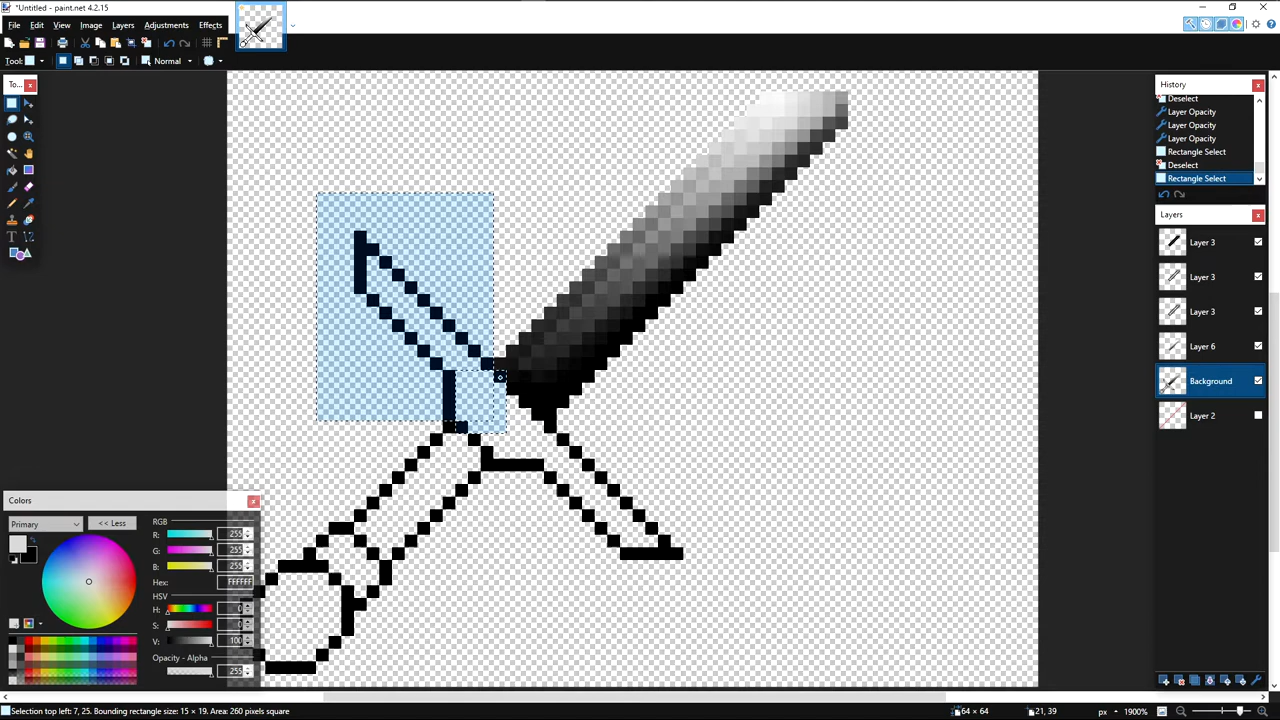 *Untitled - paint.net 4.2.15
File Edit View Image Layers Adjustments Effects
Tool: Normal
To...
History
Deselect
Layer Opacity
Layer Opacity
Layer Opacity
Rectangle Select
Deselect
Rectangle Select
Layers
Layer 3
Layer 3
Layer 3
Layer 6
Background
Layer 2
Colors
Primary
<< Less
RGB
R: 255
G: 255
B: 255
Hex: FFFFFF
HSV
H: 0
S: 0
V: 100
Opacity - Alpha
255
Selection top left: 7, 25. Bounding rectangle size: 15 × 19. Area: 260 pixels square
64 × 64
21, 39
px
1900%